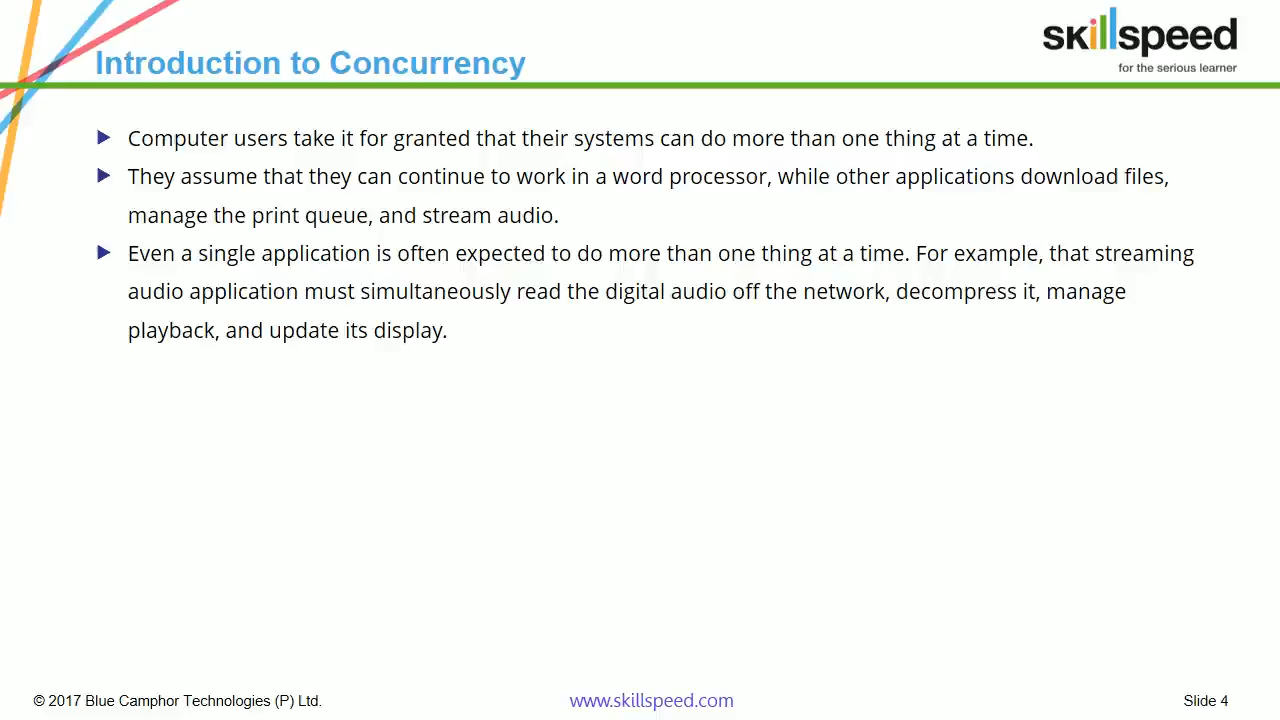 skillspeed
for the serious learner
Introduction to Concurrency
Computer users take it for granted that their systems can do more than one thing at a time.
They assume that they can continue to work in a word processor, while other applications download files,
manage the print queue, and stream audio.
Even a single application is often expected to do more than one thing at a time. For example, that streaming
audio application must simultaneously read the digital audio off the network, decompress it, manage
playback, and update its display.
© 2017 Blue Camphor Technologies (P) Ltd.
www.skillspeed.com
Slide 4